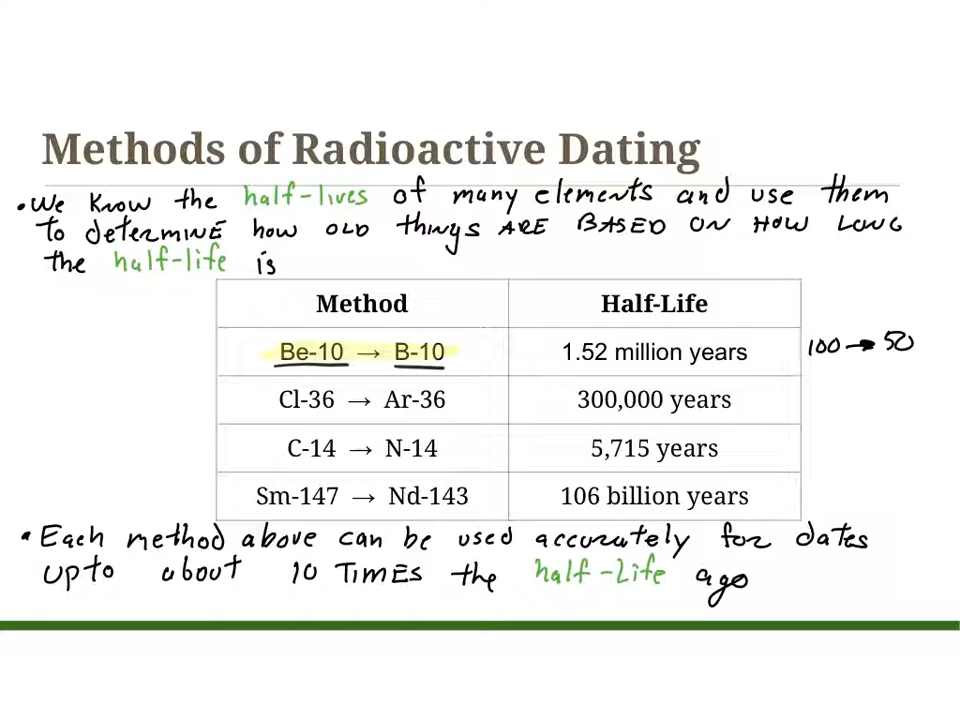 Methods of Radioactive Dating
• We know the half-lives of many elements and use them
to determine how old things are based on how long
the half-life is
Method Half-Life
Be-10 → B-10 1.52 million years 100 → 50
Cl-36 → Ar-36 300,000 years
C-14 → N-14 5,715 years
Sm-147 → Nd-143 106 billion years
• Each method above can be used accurately for dates
upto about 10 times the half-life ago